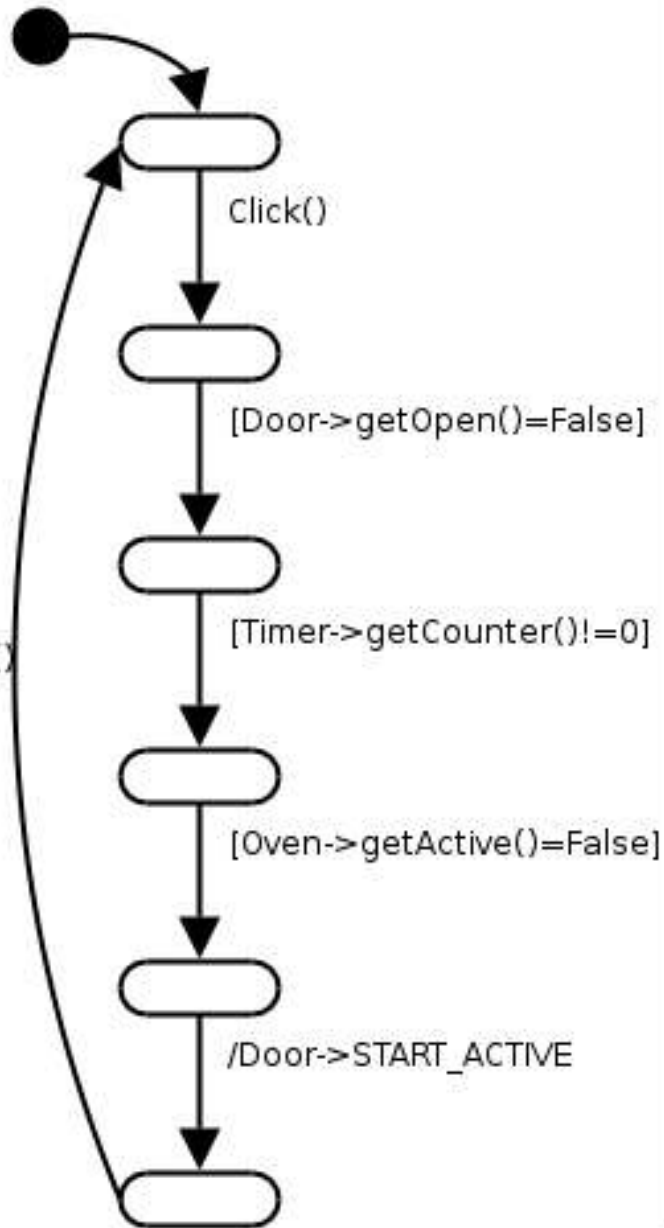 Click()
[Door->getOpen()=False]
[Timer->getCounter()!=0]
)
[Oven->getActive()=False]
/Door->START_ACTIVE